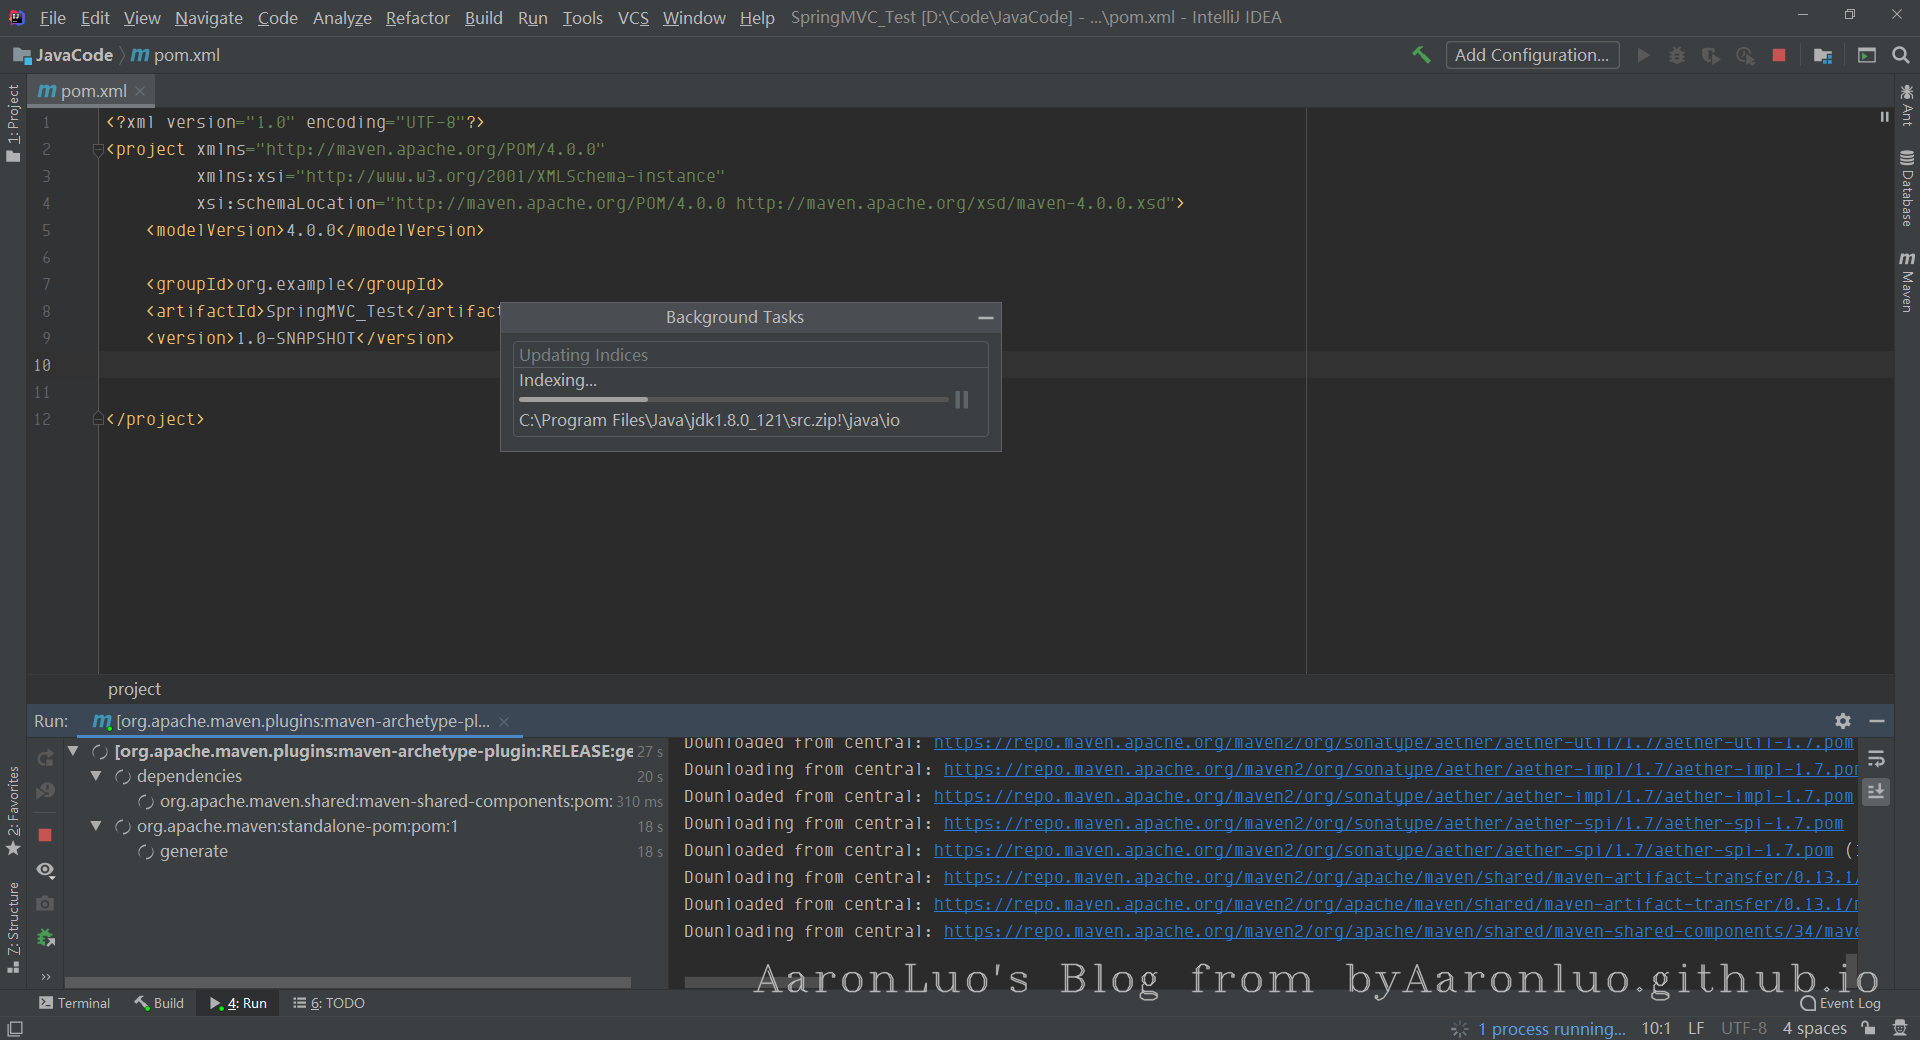 File Edit View Navigate Code Analyze Refactor Build Run Tools VCS Window Help SpringMVC_Test [D:\Code\JavaCode] - ...\pom.xml - IntelliJ IDEA
JavaCode pom.xml
Add Configuration...
pom.xml
1: Project
2: Favorites
Z: Structure
Ant
Database
Maven
1 <?xml version="1.0" encoding="UTF-8"?>
2 <project xmlns="http://maven.apache.org/POM/4.0.0"
3 xmlns:xsi="http://www.w3.org/2001/XMLSchema-instance"
4 xsi:schemaLocation="http://maven.apache.org/POM/4.0.0 http://maven.apache.org/xsd/maven-4.0.0.xsd">
5 <modelVersion>4.0.0</modelVersion>
6
7 <groupId>org.example</groupId>
8 <artifactId>SpringMVC_Test</artifact
9 <version>1.0-SNAPSHOT</version>
10
11
12 </project>
Background Tasks
Updating Indices
Indexing...
C:\Program Files\Java\jdk1.8.0_121\src.zip!\java\io
project
Run: [org.apache.maven.plugins:maven-archetype-pl...
[org.apache.maven.plugins:maven-archetype-plugin:RELEASE:ge 27 s
dependencies 20 s
org.apache.maven.shared:maven-shared-components:pom: 310 ms
org.apache.maven:standalone-pom:pom:1 18 s
generate 18 s
Downloaded from central: https://repo.maven.apache.org/maven2/org/sonatype/aether/aether-util/1.7/aether-util-1.7.pom
Downloading from central: https://repo.maven.apache.org/maven2/org/sonatype/aether/aether-impl/1.7/aether-impl-1.7.pom
Downloaded from central: https://repo.maven.apache.org/maven2/org/sonatype/aether/aether-impl/1.7/aether-impl-1.7.pom
Downloading from central: https://repo.maven.apache.org/maven2/org/sonatype/aether/aether-spi/1.7/aether-spi-1.7.pom
Downloaded from central: https://repo.maven.apache.org/maven2/org/sonatype/aether/aether-spi/1.7/aether-spi-1.7.pom (
Downloading from central: https://repo.maven.apache.org/maven2/org/apache/maven/shared/maven-artifact-transfer/0.13.1/
Downloaded from central: https://repo.maven.apache.org/maven2/org/apache/maven/shared/maven-artifact-transfer/0.13.1/m
Downloading from central: https://repo.maven.apache.org/maven2/org/apache/maven/shared/maven-shared-components/34/mave
AaronLuo's Blog from byAaronluo.github.io
Terminal Build 4: Run 6: TODO Event Log
1 process running... 10:1 LF UTF-8 4 spaces